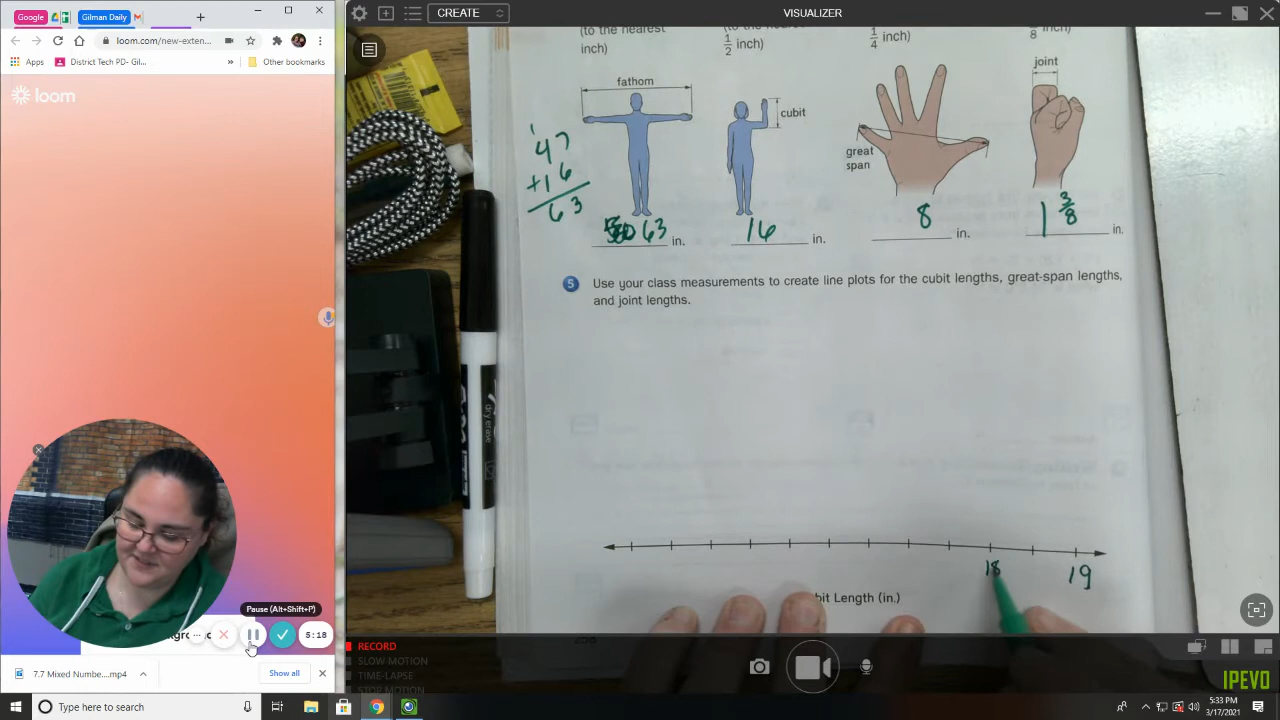 Google
Gilman Daily
CREATE
VISUALIZER
loom.com/new-exten...
Apps
District Tech PD- Gil...
»
Other bookmarks
loom
(to the nearest
inch)
1/2 inch)
1/4 inch)
8 inch)
fathom
cubit
great
span
joint
1
47
+16
63
63 in.
16 in.
8 in.
1 3/8 in.
5 Use your class measurements to create line plots for the cubit lengths, great-span lengths,
and joint lengths.
18 19
bit Length (in.)
Pause (Alt+Shift+P)
5:18
RECORD
SLOW MOTION
TIME-LAPSE
STOP MOTION
IPEVO
7.7 Mixed Numbe....mp4
Show all
Type here to search
5:33 PM
3/17/2021